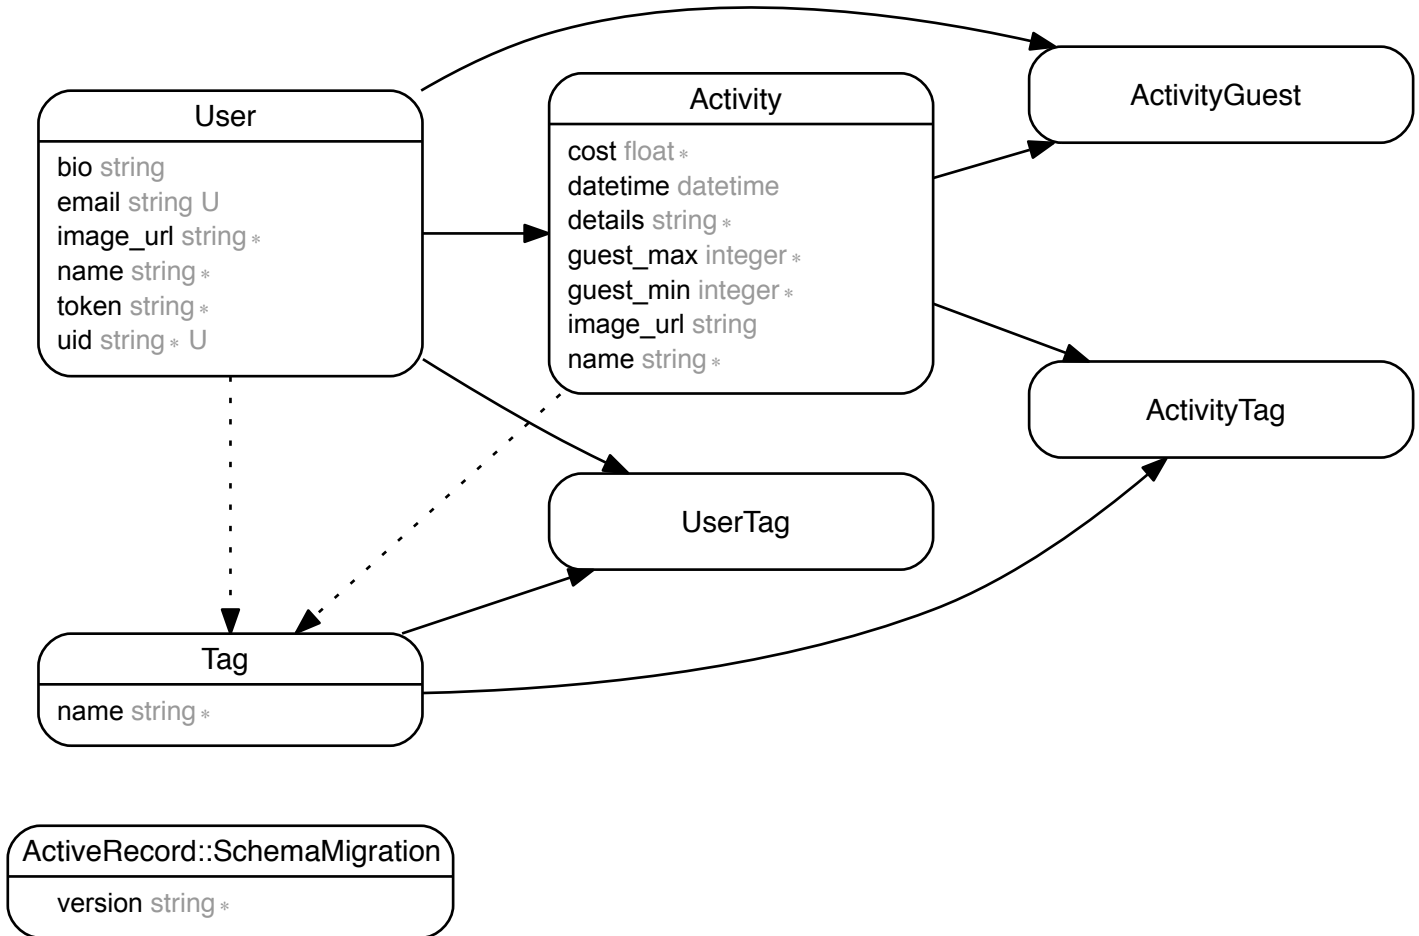 User
bio string
email string U
image_url string *
name string *
token string *
uid string * U
Activity
cost float *
datetime datetime
details string *
guest_max integer *
guest_min integer *
image_url string
name string *
ActivityGuest
ActivityTag
UserTag
Tag
name string *
ActiveRecord::SchemaMigration
version string *